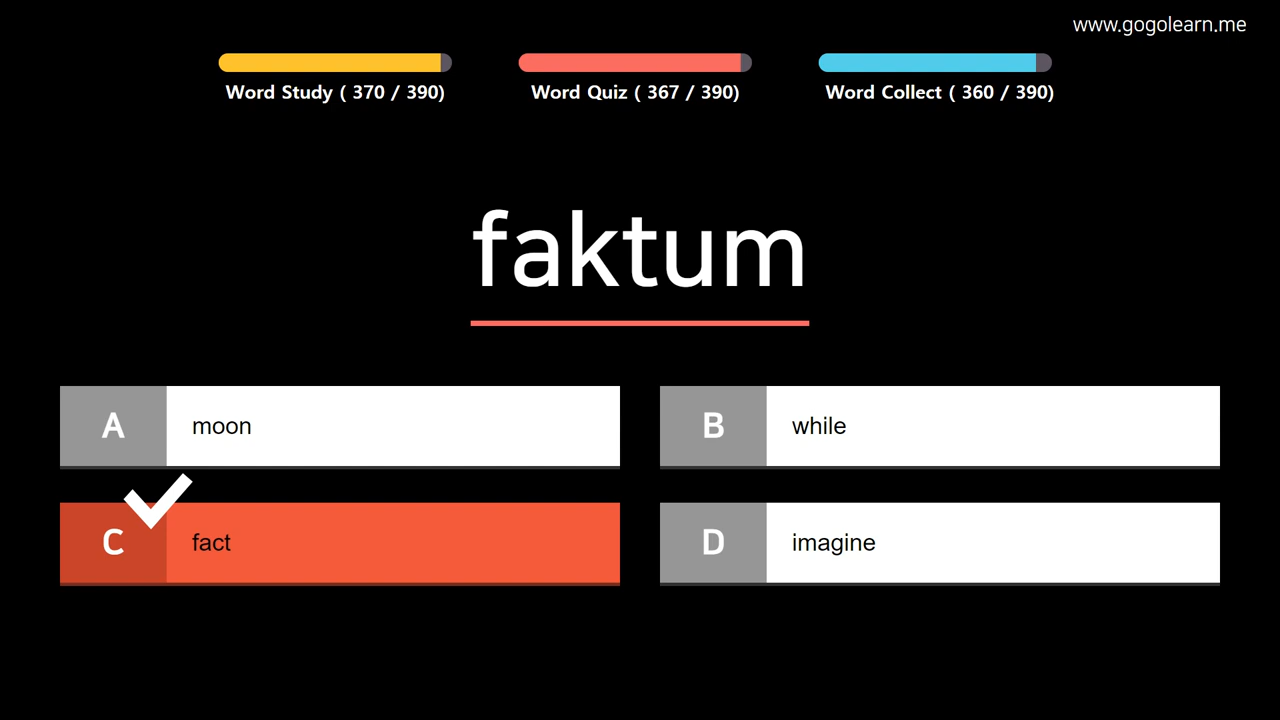 www.gogolearn.me
Word Study ( 370 / 390)
Word Quiz ( 367 / 390)
Word Collect ( 360 / 390)
faktum
A moon
B while
C fact
D imagine